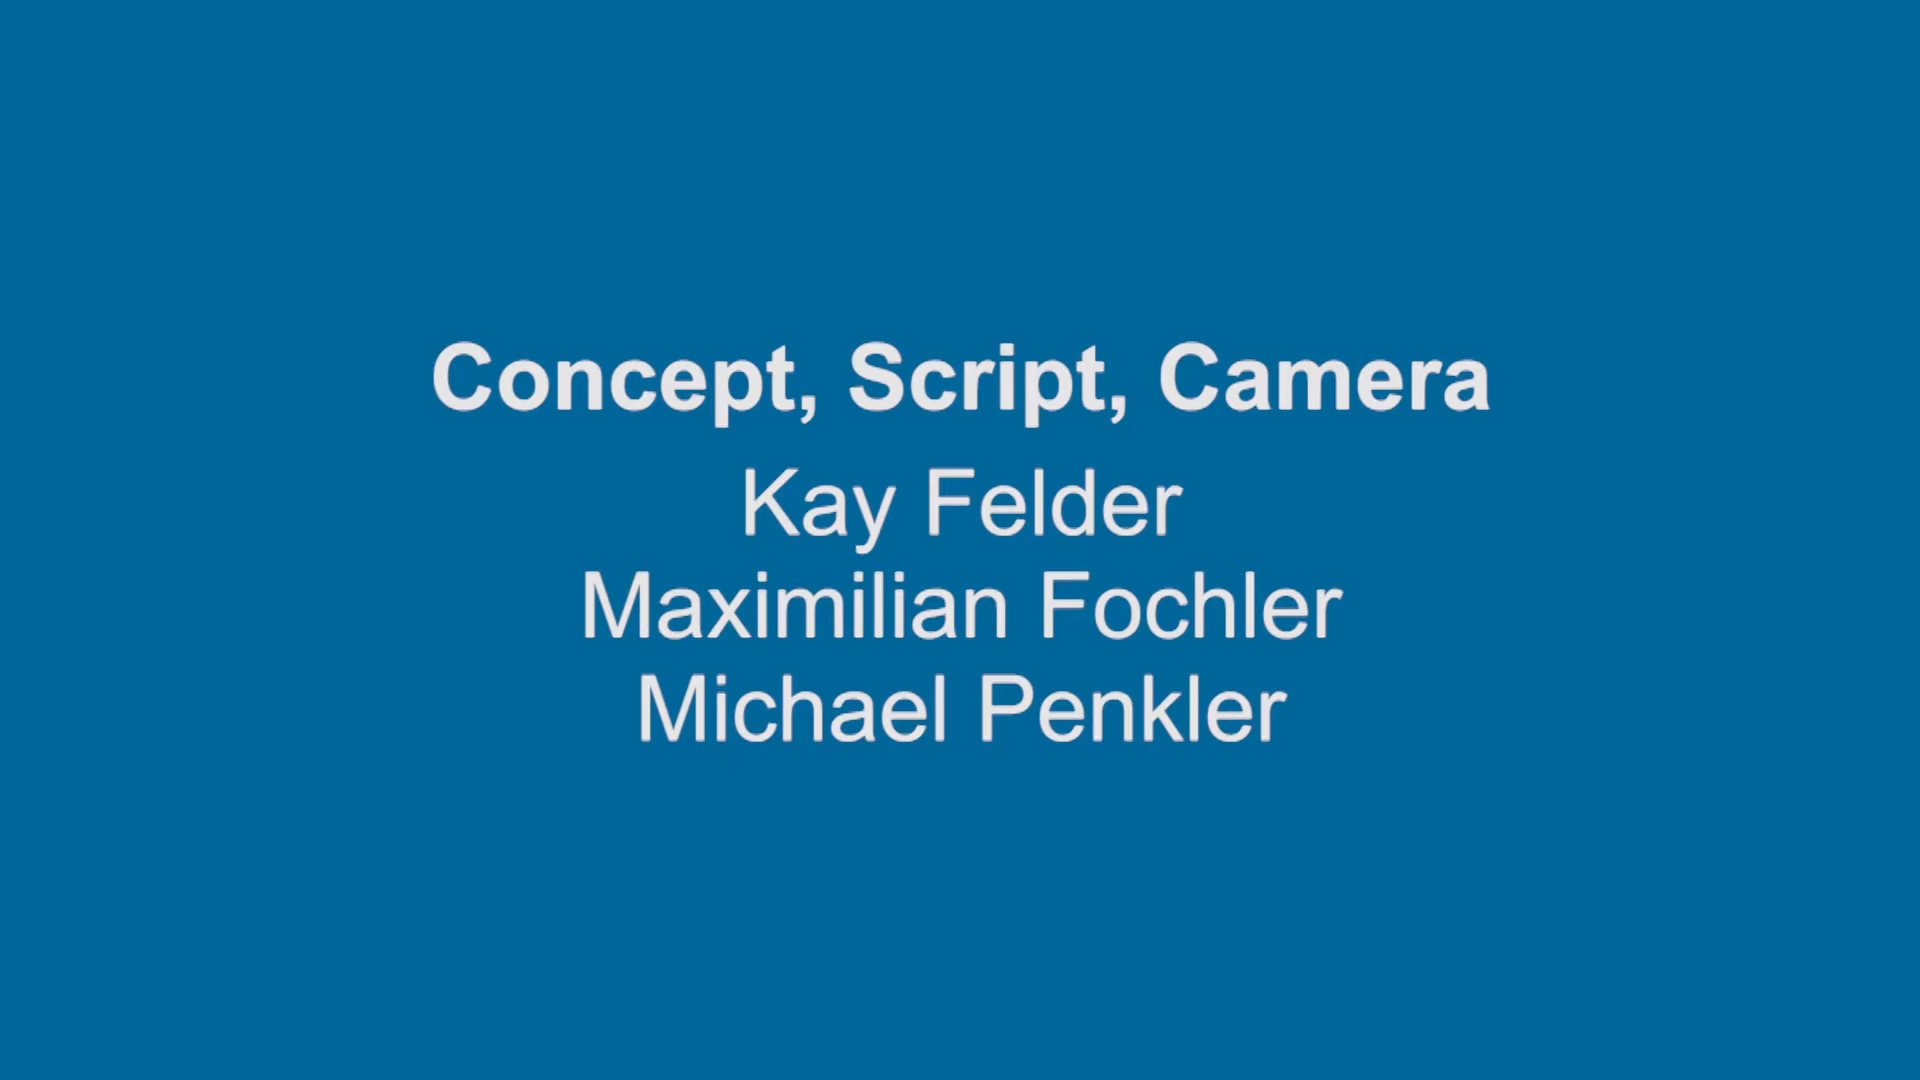 Concept, Script, Camera
Kay Felder
Maximilian Fochler
Michael Penkler